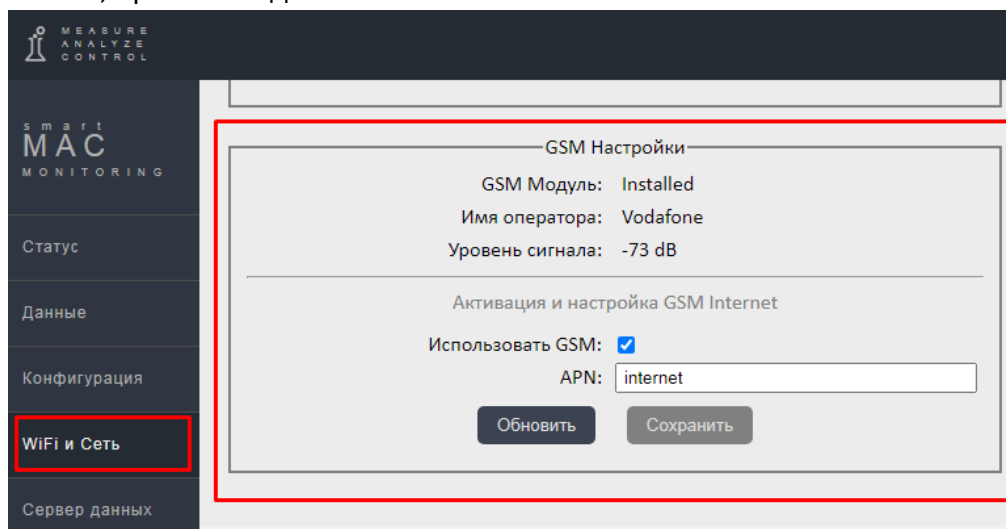 MEASURE
ANALYZE
CONTROL
smart
MAC
MONITORING
Статус
Данные
Конфигурация
WiFi и Сеть
Сервер данных
GSM Настройки
GSM Модуль: Installed
Имя оператора: Vodafone
Уровень сигнала: -73 dB
Активация и настройка GSM Internet
Использовать GSM:
APN: internet
Обновить Сохранить